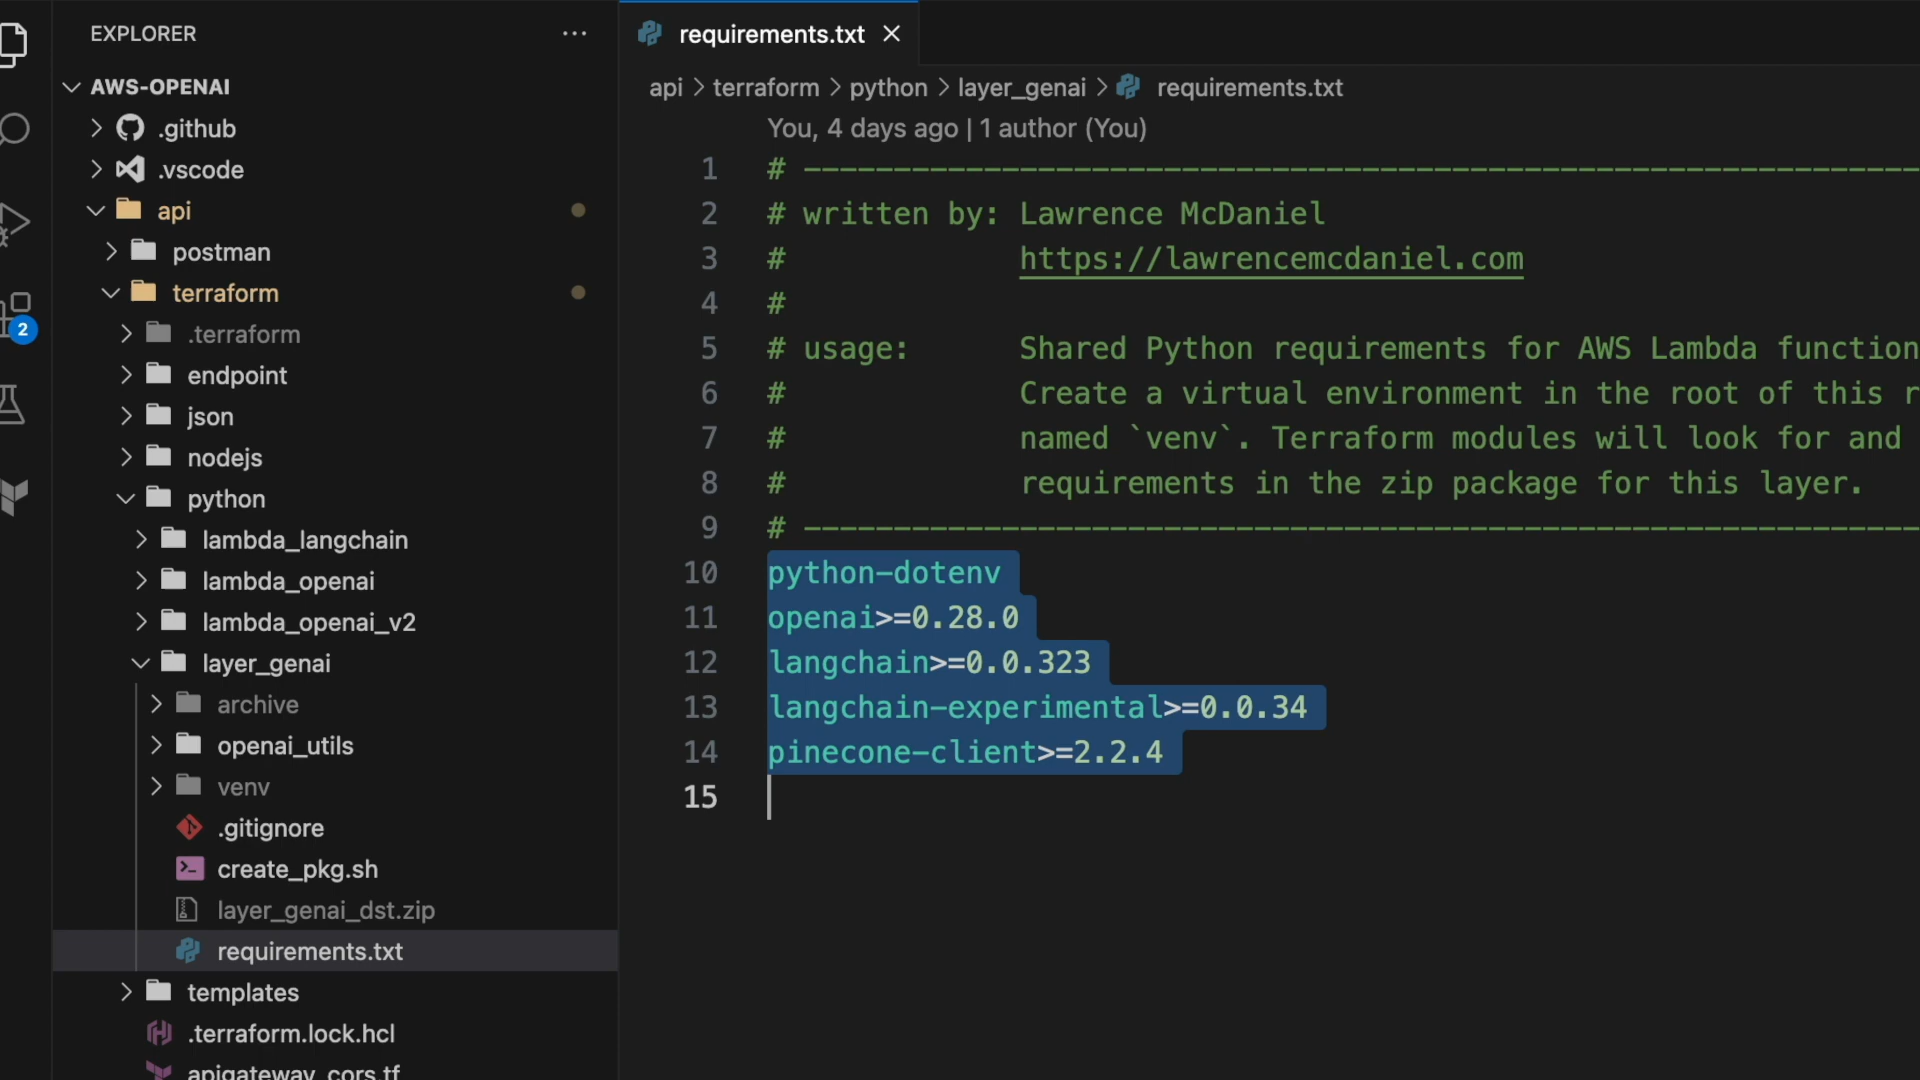 EXPLORER
AWS-OPENAI
.github
.vscode
api
postman
terraform
.terraform
endpoint
json
nodejs
python
lambda_langchain
lambda_openai
lambda_openai_v2
layer_genai
archive
openai_utils
venv
.gitignore
create_pkg.sh
layer_genai_dst.zip
requirements.txt
templates
.terraform.lock.hcl
apigateway_cors.tf
2
requirements.txt
api > terraform > python > layer_genai > requirements.txt
You, 4 days ago | 1 author (You)
1 # ----------------------------------------------------------------
2 # written by: Lawrence McDaniel
3 # https://lawrencemcdaniel.com
4 #
5 # usage: Shared Python requirements for AWS Lambda function
6 # Create a virtual environment in the root of this r
7 # named `venv`. Terraform modules will look for and
8 # requirements in the zip package for this layer.
9 # ----------------------------------------------------------------
10 python-dotenv
11 openai>=0.28.0
12 langchain>=0.0.323
13 langchain-experimental>=0.0.34
14 pinecone-client>=2.2.4
15